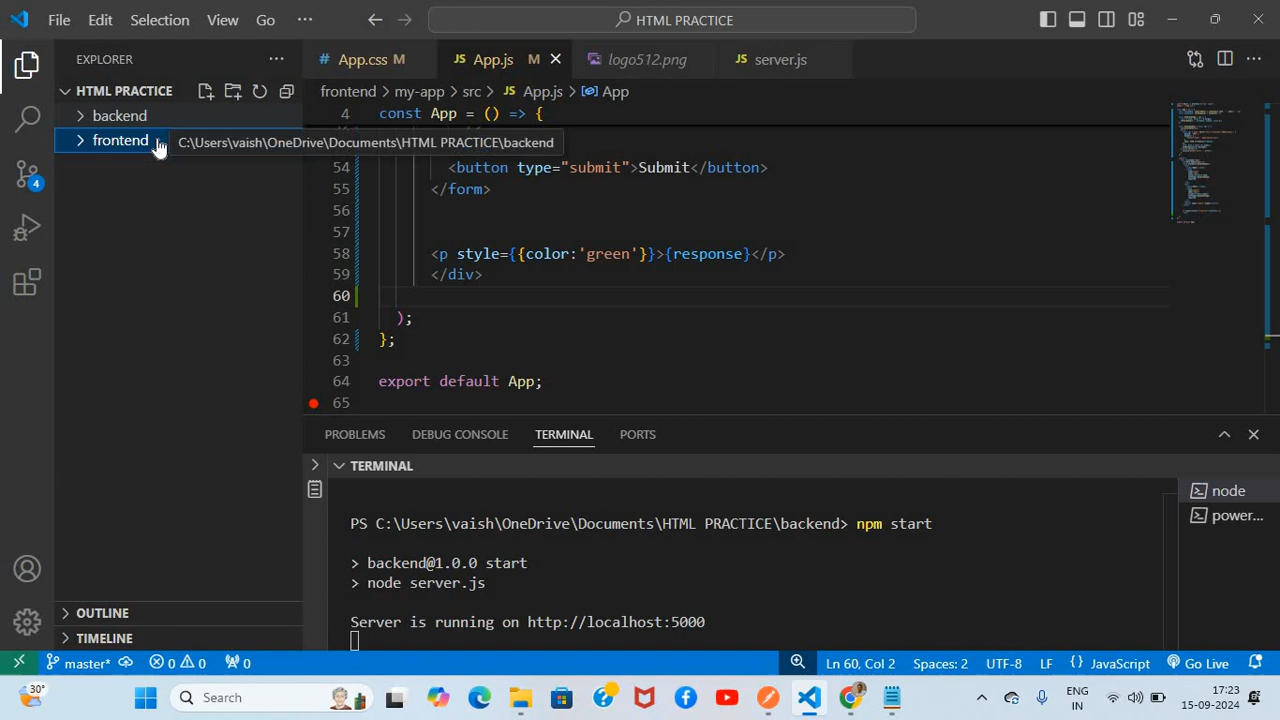 File Edit Selection View Go ··· HTML PRACTICE
EXPLORER
App.css M App.js M logo512.png server.js
HTML PRACTICE
frontend > my-app > src > App.js > App
backend
frontend
C:\Users\vaish\OneDrive\Documents\HTML PRACTICE\backend
4 const App = () => {
54 <button type="submit">Submit</button>
55 </form>
56
57
58 <p style={{color:'green'}}>{response}</p>
59 </div>
60
61 );
62 };
63
64 export default App;
65
4
PROBLEMS DEBUG CONSOLE TERMINAL PORTS
TERMINAL
PS C:\Users\vaish\OneDrive\Documents\HTML PRACTICE\backend> npm start
> backend@1.0.0 start
> node server.js
Server is running on http://localhost:5000
node
power...
OUTLINE
TIMELINE
master* 0 0 0 Ln 60, Col 2 Spaces: 2 UTF-8 LF {} JavaScript Go Live
30° Search ENG IN 17:23 15-09-2024